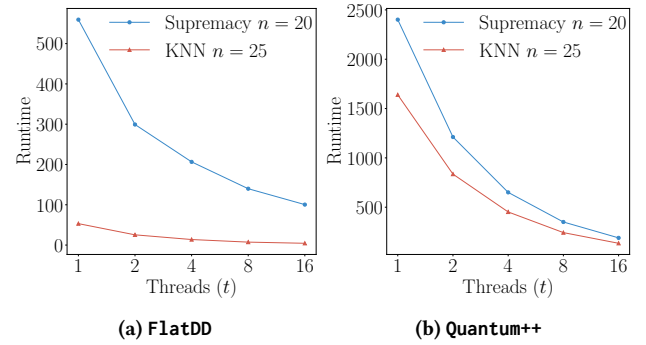 Supremacy n = 20
KNN n = 25
500
400
300
200
100
0
Runtime
1 2 4 8 16
Threads (t)
(a) FlatDD
Supremacy n = 20
KNN n = 25
2500
2000
1500
1000
500
Runtime
1 2 4 8 16
Threads (t)
(b) Quantum++